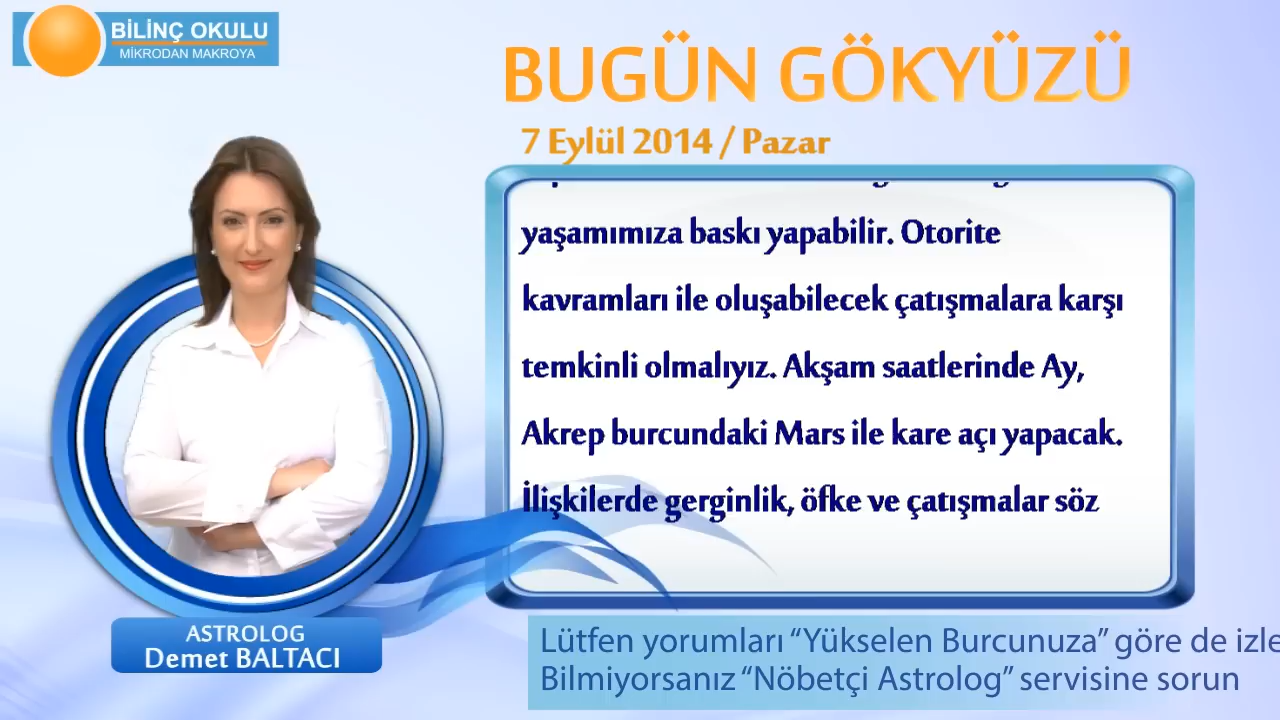 BİLİNÇ OKULU
MİKRODAN MAKROYA
BUGÜN GÖKYÜZÜ
7 Eylül 2014 / Pazar
yaşamımıza baskı yapabilir. Otorite
kavramları ile oluşabilecek çatışmalara karşı
temkinli olmalıyız. Akşam saatlerinde Ay,
Akrep burcundaki Mars ile kare açı yapacak.
İlişkilerde gerginlik, öfke ve çatışmalar söz
ASTROLOG
Demet BALTACI
Lütfen yorumları “Yükselen Burcunuza” göre de izle
Bilmiyorsanız “Nöbetçi Astrolog” servisine sorun